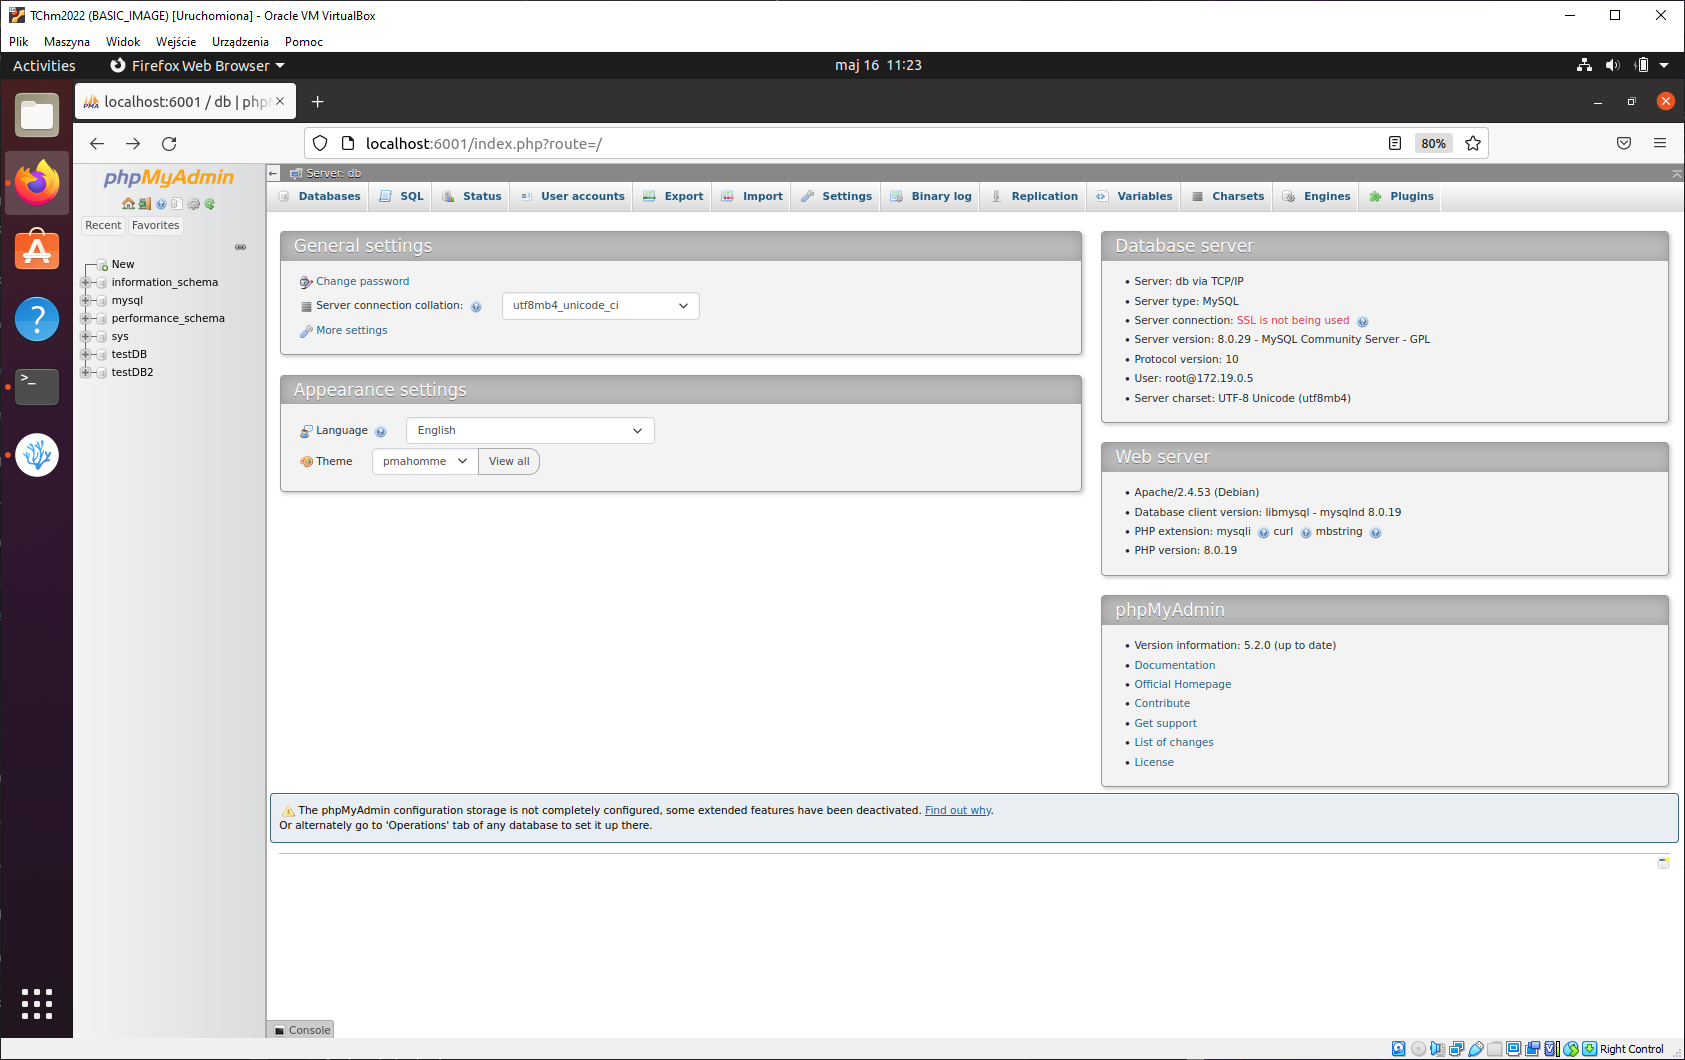 TChm2022 (BASIC_IMAGE) [Uruchomiona] - Oracle VM VirtualBox
Plik Maszyna Widok Wejście Urządzenia Pomoc
Activities Firefox Web Browser maj 16 11:23
PMA localhost:6001 / db | php
localhost:6001/index.php?route=/ 80%
phpMyAdmin
Recent Favorites
New
information_schema
mysql
performance_schema
sys
testDB
testDB2
Server: db
Databases SQL Status User accounts Export Import Settings Binary log Replication Variables Charsets Engines Plugins
General settings
Change password
Server connection collation: utf8mb4_unicode_ci
More settings
Appearance settings
Language English
Theme pmahomme View all
Database server
• Server: db via TCP/IP
• Server type: MySQL
• Server connection: SSL is not being used
• Server version: 8.0.29 - MySQL Community Server - GPL
• Protocol version: 10
• User: root@172.19.0.5
• Server charset: UTF-8 Unicode (utf8mb4)
Web server
• Apache/2.4.53 (Debian)
• Database client version: libmysql - mysqlnd 8.0.19
• PHP extension: mysqli curl mbstring
• PHP version: 8.0.19
phpMyAdmin
• Version information: 5.2.0 (up to date)
• Documentation
• Official Homepage
• Contribute
• Get support
• List of changes
• License
The phpMyAdmin configuration storage is not completely configured, some extended features have been deactivated. Find out why.
Or alternately go to 'Operations' tab of any database to set it up there.
Console
Right Control